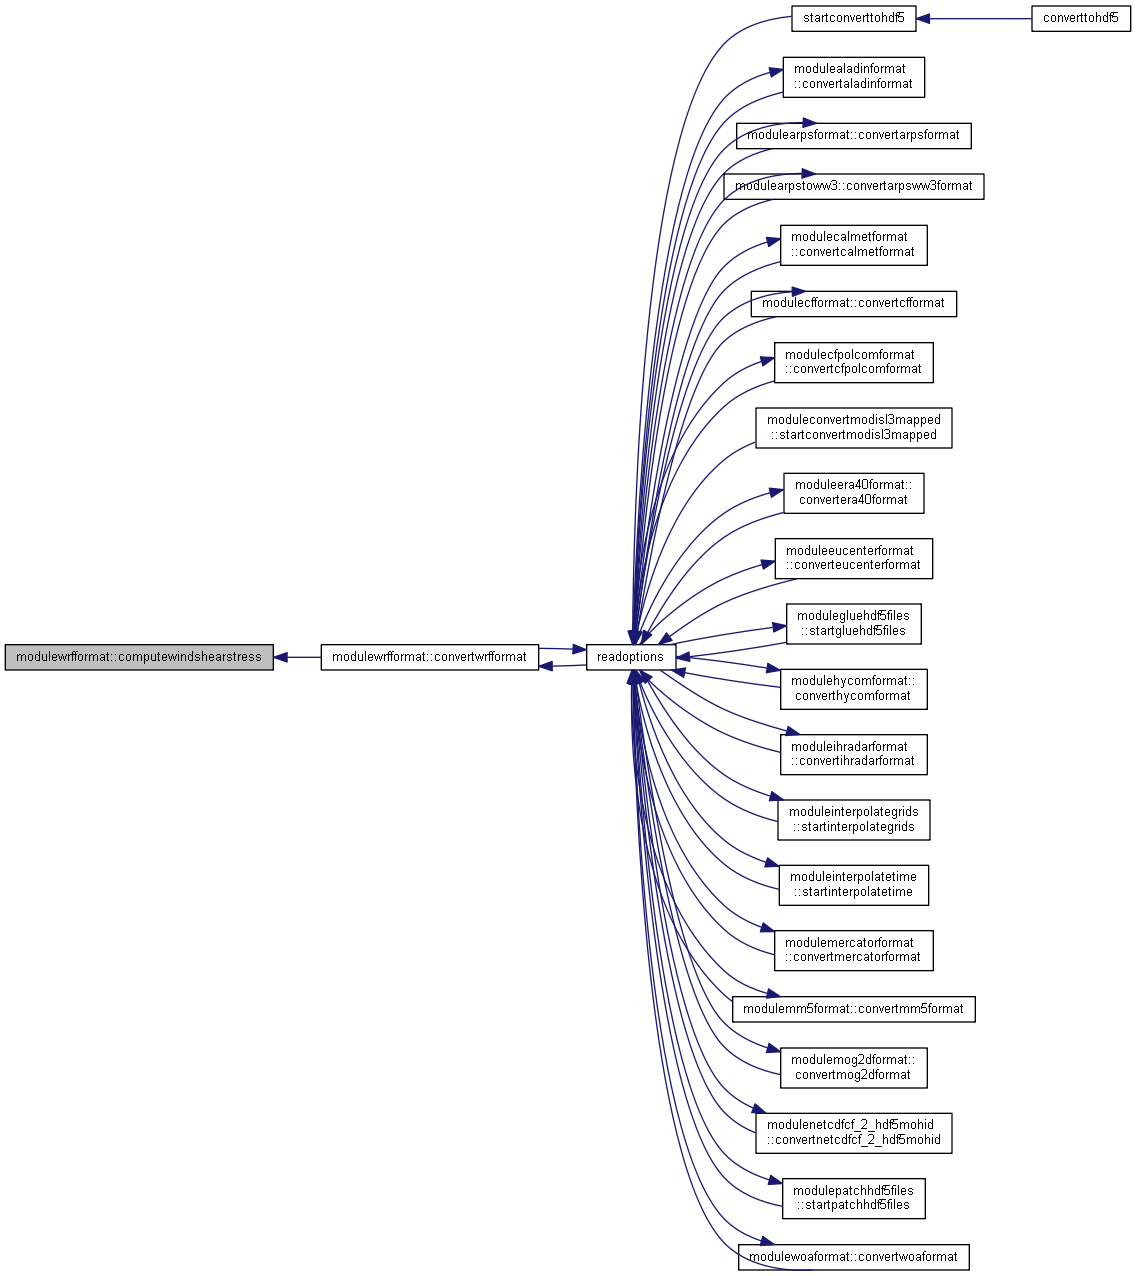 startconverttohdf5
converttohdf5
modulealadinformat
::convertaladinformat
modulearpsformat::convertarpsformat
modulearpstoww3::convertarpsww3format
modulecalmetformat
::convertcalmetformat
modulecfformat::convertcfformat
modulecfpolcomformat
::convertcfpolcomformat
moduleconvertmodisl3mapped
::startconvertmodisl3mapped
moduleera40format::
convertera40format
moduleeucenterformat
::converteucenterformat
modulegluehdf5files
::startgluehdf5files
modulewrfformat::computewindshearstress
modulewrfformat::convertwrfformat
readoptions
modulehycomformat::
converthycomformat
moduleihradarformat
::convertihradarformat
moduleinterpolategrids
::startinterpolategrids
moduleinterpolatetime
::startinterpolatetime
modulemercatorformat
::convertmercatorformat
modulemm5format::convertmm5format
modulemog2dformat::
convertmog2dformat
modulenetcdfcf_2_hdf5mohid
::convertnetcdfcf_2_hdf5mohid
modulepatchhdf5files
::startpatchhdf5files
modulewoaformat::convertwoaformat